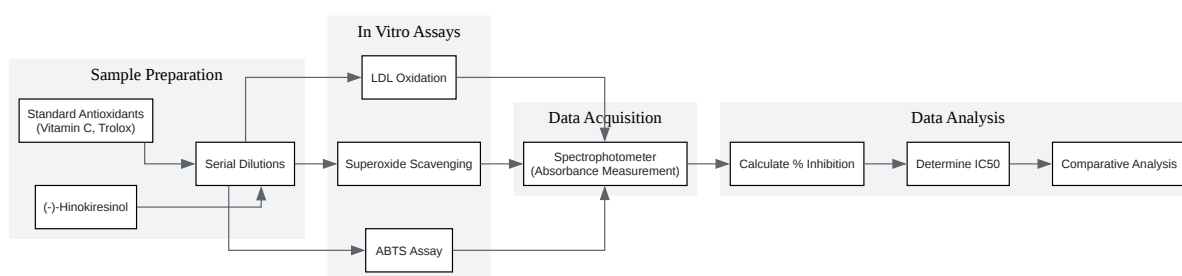 In Vitro Assays
LDL Oxidation
Sample Preparation
Standard Antioxidants
(Vitamin C, Trolox)
Serial Dilutions
(-)-Hinokiresinol
Superoxide Scavenging
ABTS Assay
Data Acquisition
Spectrophotometer
(Absorbance Measurement)
Data Analysis
Calculate % Inhibition
Determine IC50
Comparative Analysis